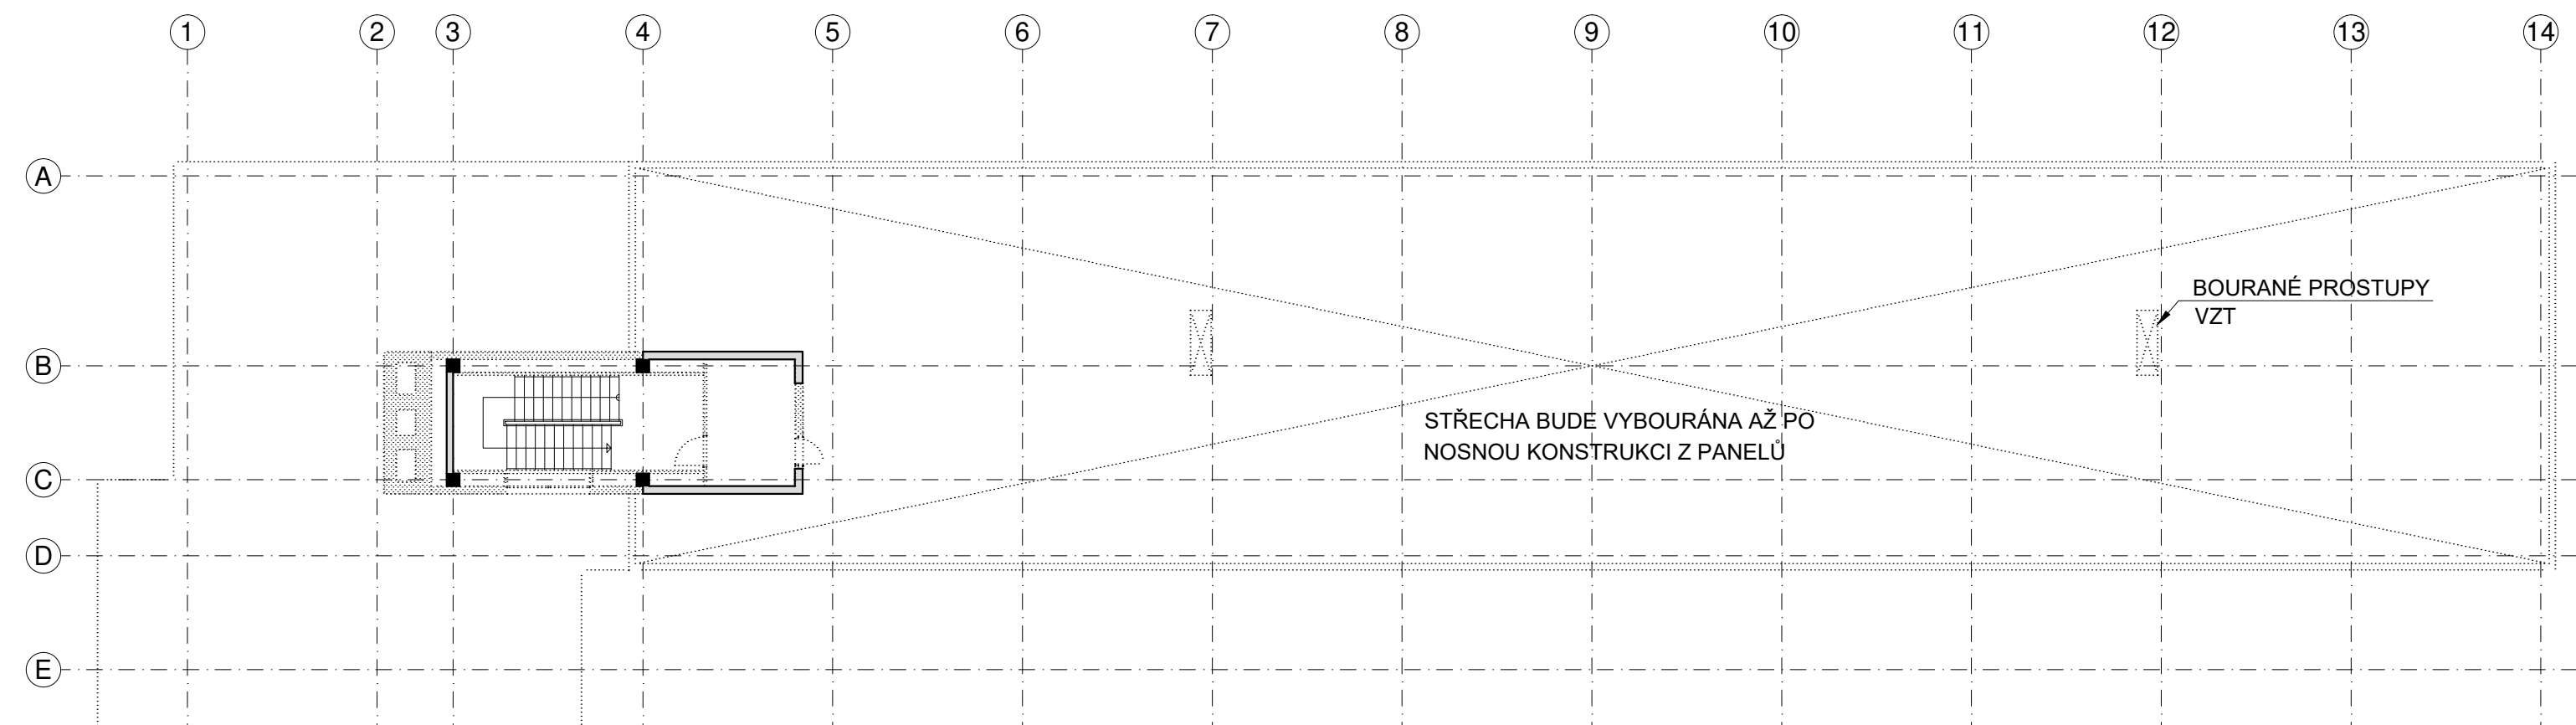 1 2 3 4 5 6 7 8 9 10 11 12 13 14
A
BOURANÉ PROSTUPY
VZT
B
STŘECHA BUDE VYBOURÁNA AŽ PO
NOSNOU KONSTRUKCI Z PANELŮ
C
D
E